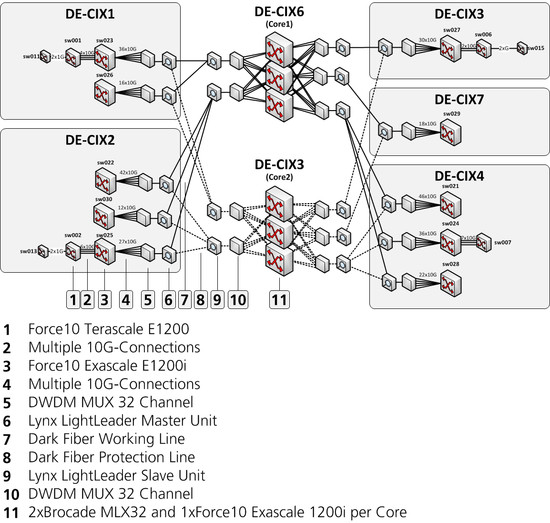 DE-CIX1
DE-CIX6
(Core1)
DE-CIX3
sw001
sw023
sw011
2x1G
36x10G
sw026
16x10G
sw027
sw006
30x10G
2xG
sw015
DE-CIX2
DE-CIX3
(Core2)
DE-CIX7
sw029
18x10G
sw022
42x10G
sw030
12x10G
sw002
sw025
sw013
2x1G
27x10G
DE-CIX4
sw021
46x10G
sw024
36x10G
sw007
sw028
22x10G
1 2 3 4 5 6 7 8 9 10 11
1 Force10 Terascale E1200
2 Multiple 10G-Connections
3 Force10 Exascale E1200i
4 Multiple 10G-Connections
5 DWDM MUX 32 Channel
6 Lynx LightLeader Master Unit
7 Dark Fiber Working Line
8 Dark Fiber Protection Line
9 Lynx LightLeader Slave Unit
10 DWDM MUX 32 Channel
11 2xBrocade MLX32 and 1xForce10 Exascale 1200i per Core